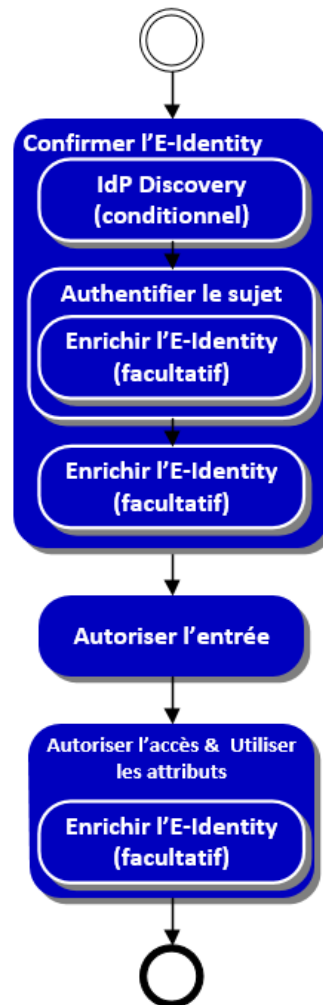 Confirmer l'E-Identity
IdP Discovery
(conditionnel)
Authentifier le sujet
Enrichir l'E-Identity
(facultatif)
Enrichir l'E-Identity
(facultatif)
Autoriser l'entrée
Autoriser l'accès & Utiliser
les attributs
Enrichir l'E-Identity
(facultatif)